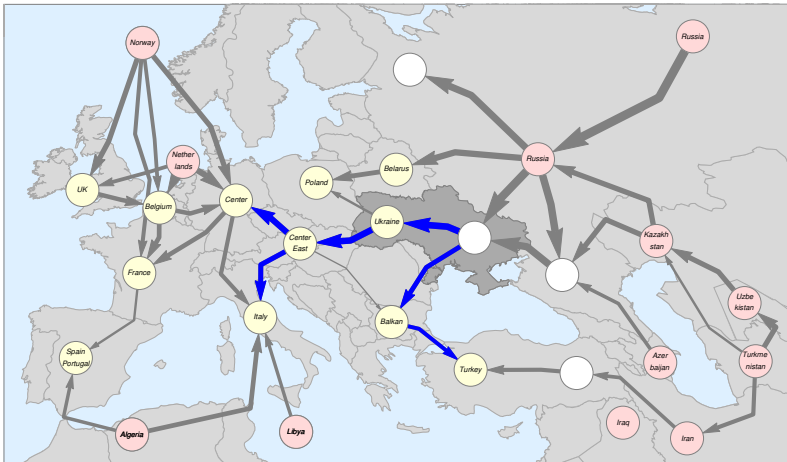 Norway
Russia
Nether
lands
UK
Belgium
Center
Poland
Belarus
Russia
Ukraine
Center
East
France
Kazakh
stan
Uzbe
kistan
Italy
Balkan
Spain
Portugal
Turkey
Azer
baijan
Turkme
nistan
Algeria
Libya
Iraq
Iran